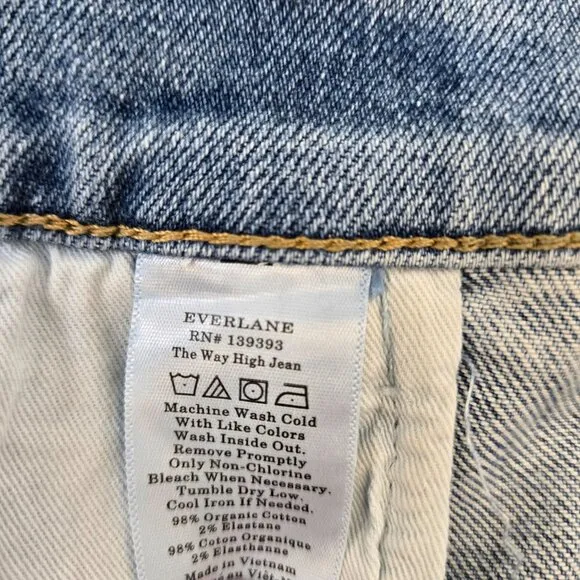 EVERLANE
RN# 139393
The Way High Jean
Machine Wash Cold
With Like Colors
Wash Inside Out.
Remove Promptly
Only Non-Chlorine
Bleach When Necessary.
Tumble Dry Low.
Cool Iron If Needed.
98% Organic Cotton
2% Elastane
98% Coton Organique
2% Elasthanne
Made in Vietnam
au Viet